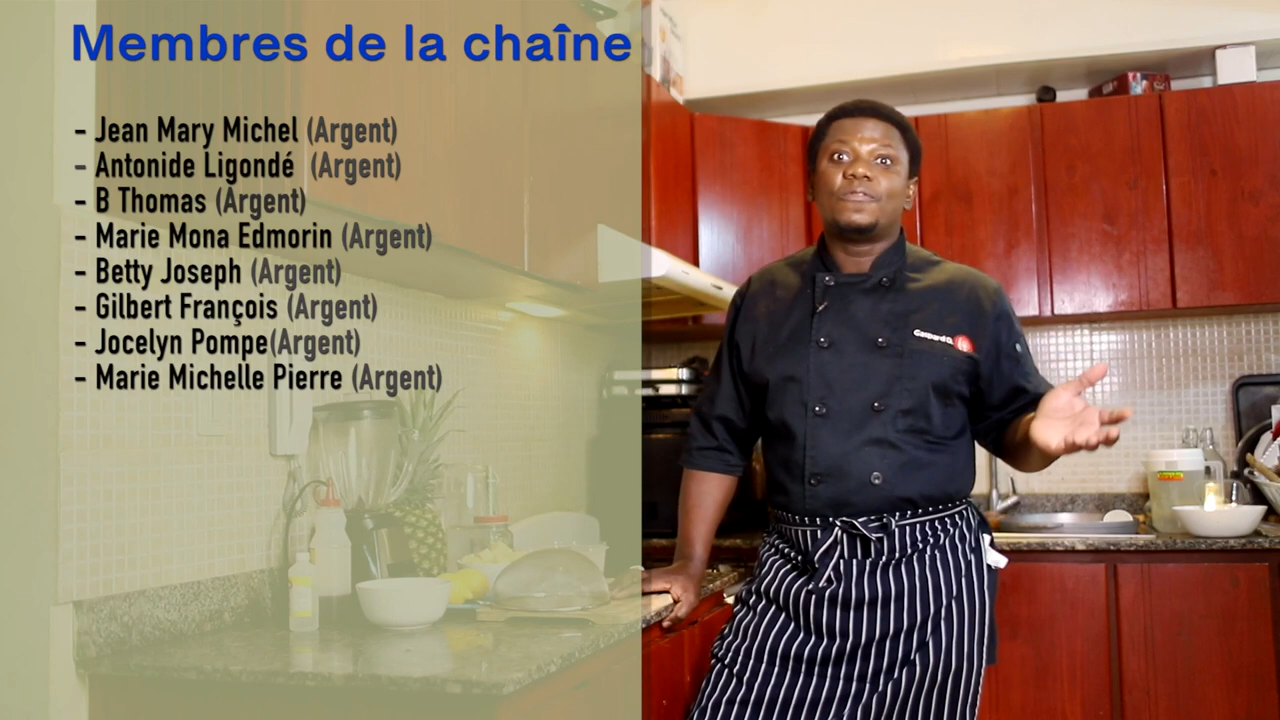 Membres de la chaîne
- Jean Mary Michel (Argent)
- Antonide Ligondé (Argent)
- B Thomas (Argent)
- Marie Mona Edmorin (Argent)
- Betty Joseph (Argent)
- Gilbert François (Argent)
- Jocelyn Pompe(Argent)
- Marie Michelle Pierre (Argent)
Gaspard D.